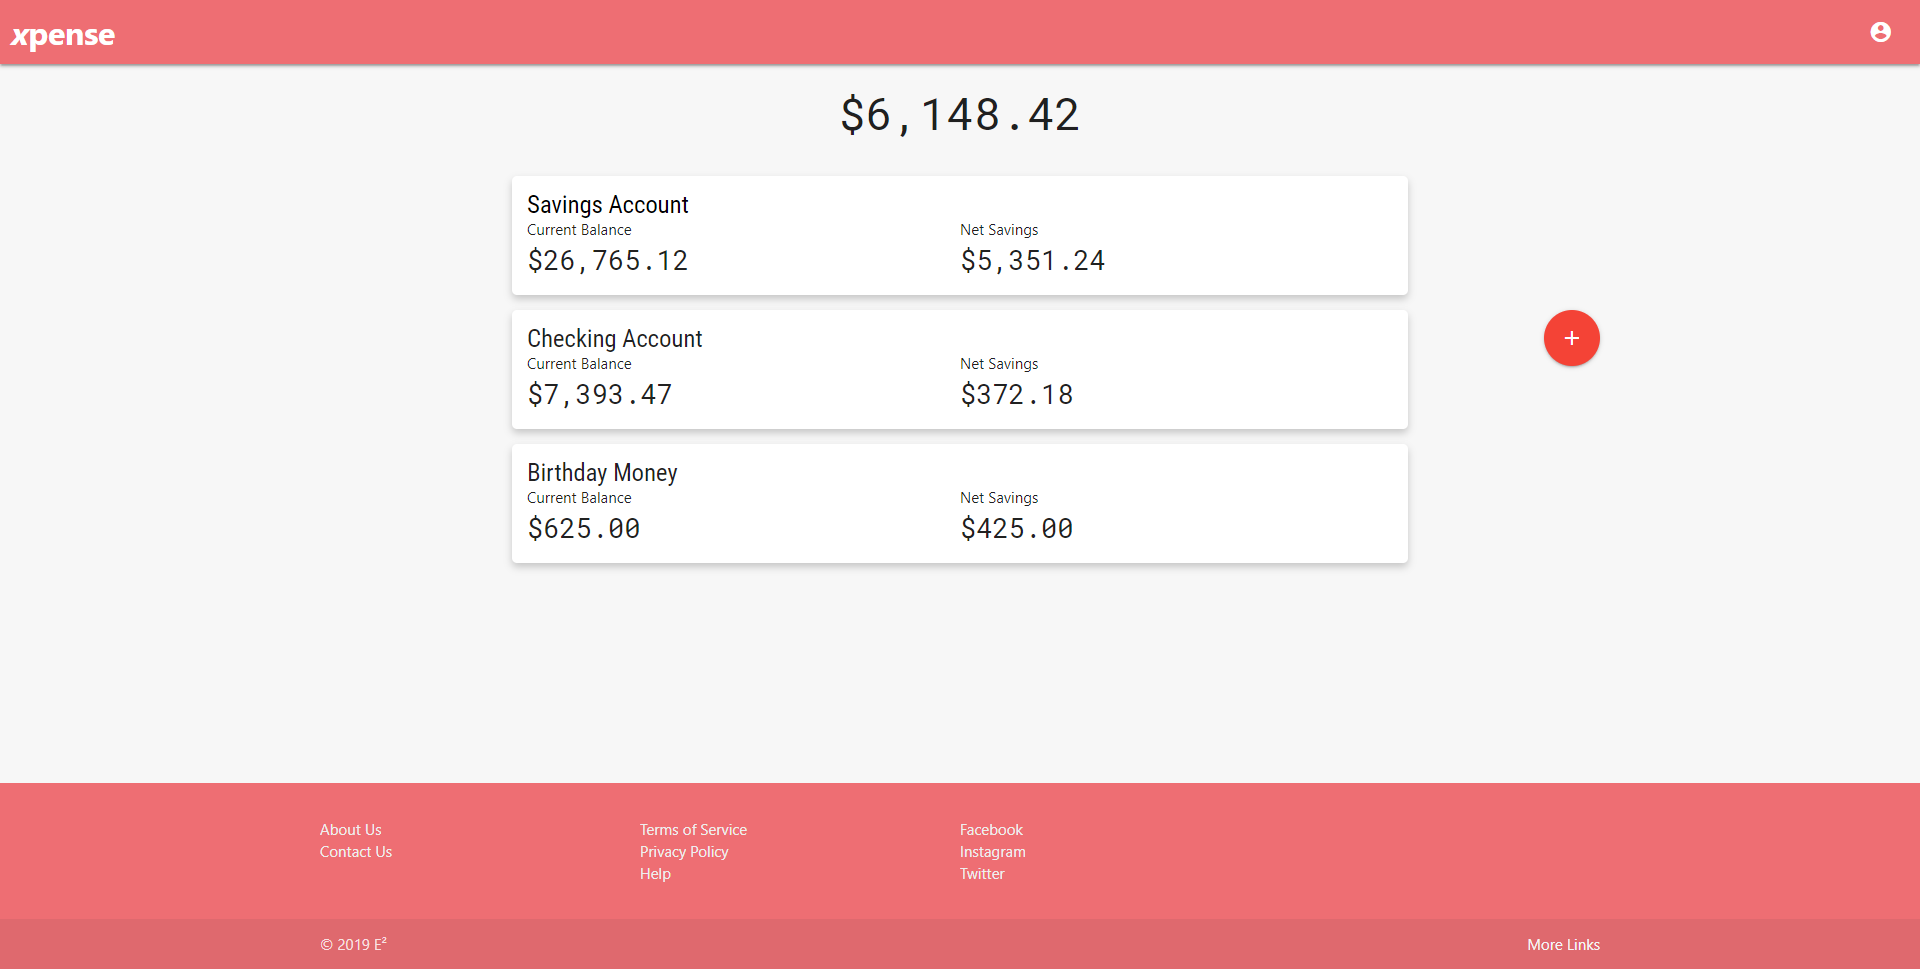 xpense
$6,148.42
Savings Account
Current Balance
Net Savings
$26,765.12
$5,351.24
Checking Account
Current Balance
Net Savings
$7,393.47
$372.18
Birthday Money
Current Balance
Net Savings
$625.00
$425.00
About Us
Contact Us
Terms of Service
Privacy Policy
Help
Facebook
Instagram
Twitter
© 2019 E²
More Links